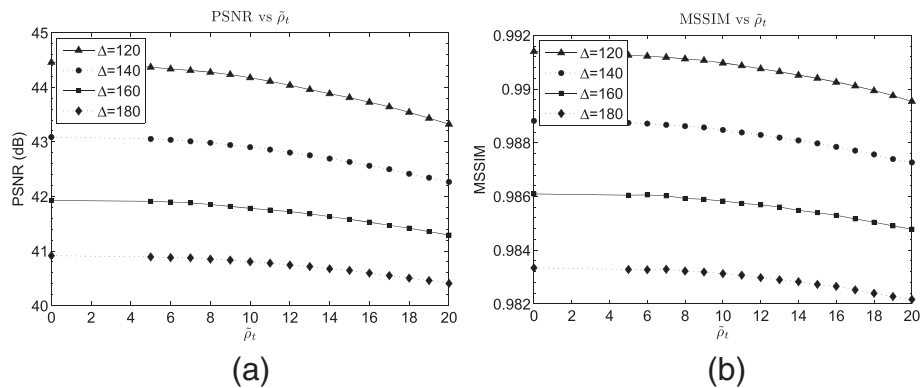 PSNR vs ρ̃t
45
44
43
42
41
40
PSNR (dB)
Δ=120
Δ=140
Δ=160
Δ=180
0 2 4 6 8 10 12 14 16 18 20
ρ̃t
(a)
MSSIM vs ρ̃t
0.992
0.99
0.988
0.986
0.984
0.982
MSSIM
Δ=120
Δ=140
Δ=160
Δ=180
0 2 4 6 8 10 12 14 16 18 20
ρ̃t
(b)